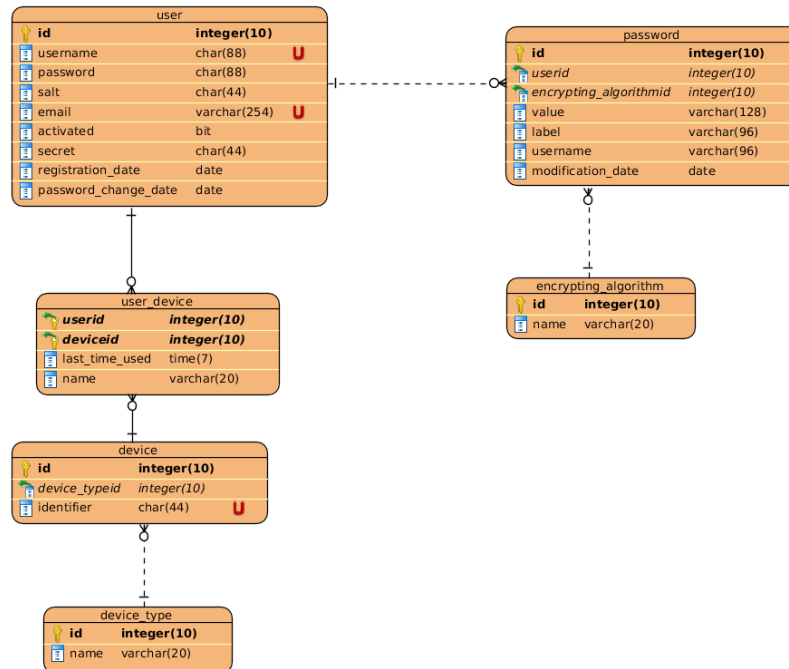 user
id integer(10)
username char(88) U
password char(88)
salt char(44)
email varchar(254) U
activated bit
secret char(44)
registration_date date
password_change_date date
password
id integer(10)
userid integer(10)
encrypting_algorithmid integer(10)
value varchar(128)
label varchar(96)
username varchar(96)
modification_date date
encrypting_algorithm
id integer(10)
name varchar(20)
user_device
userid integer(10)
deviceid integer(10)
last_time_used time(7)
name varchar(20)
device
id integer(10)
device_typeid integer(10)
identifier char(44) U
device_type
id integer(10)
name varchar(20)